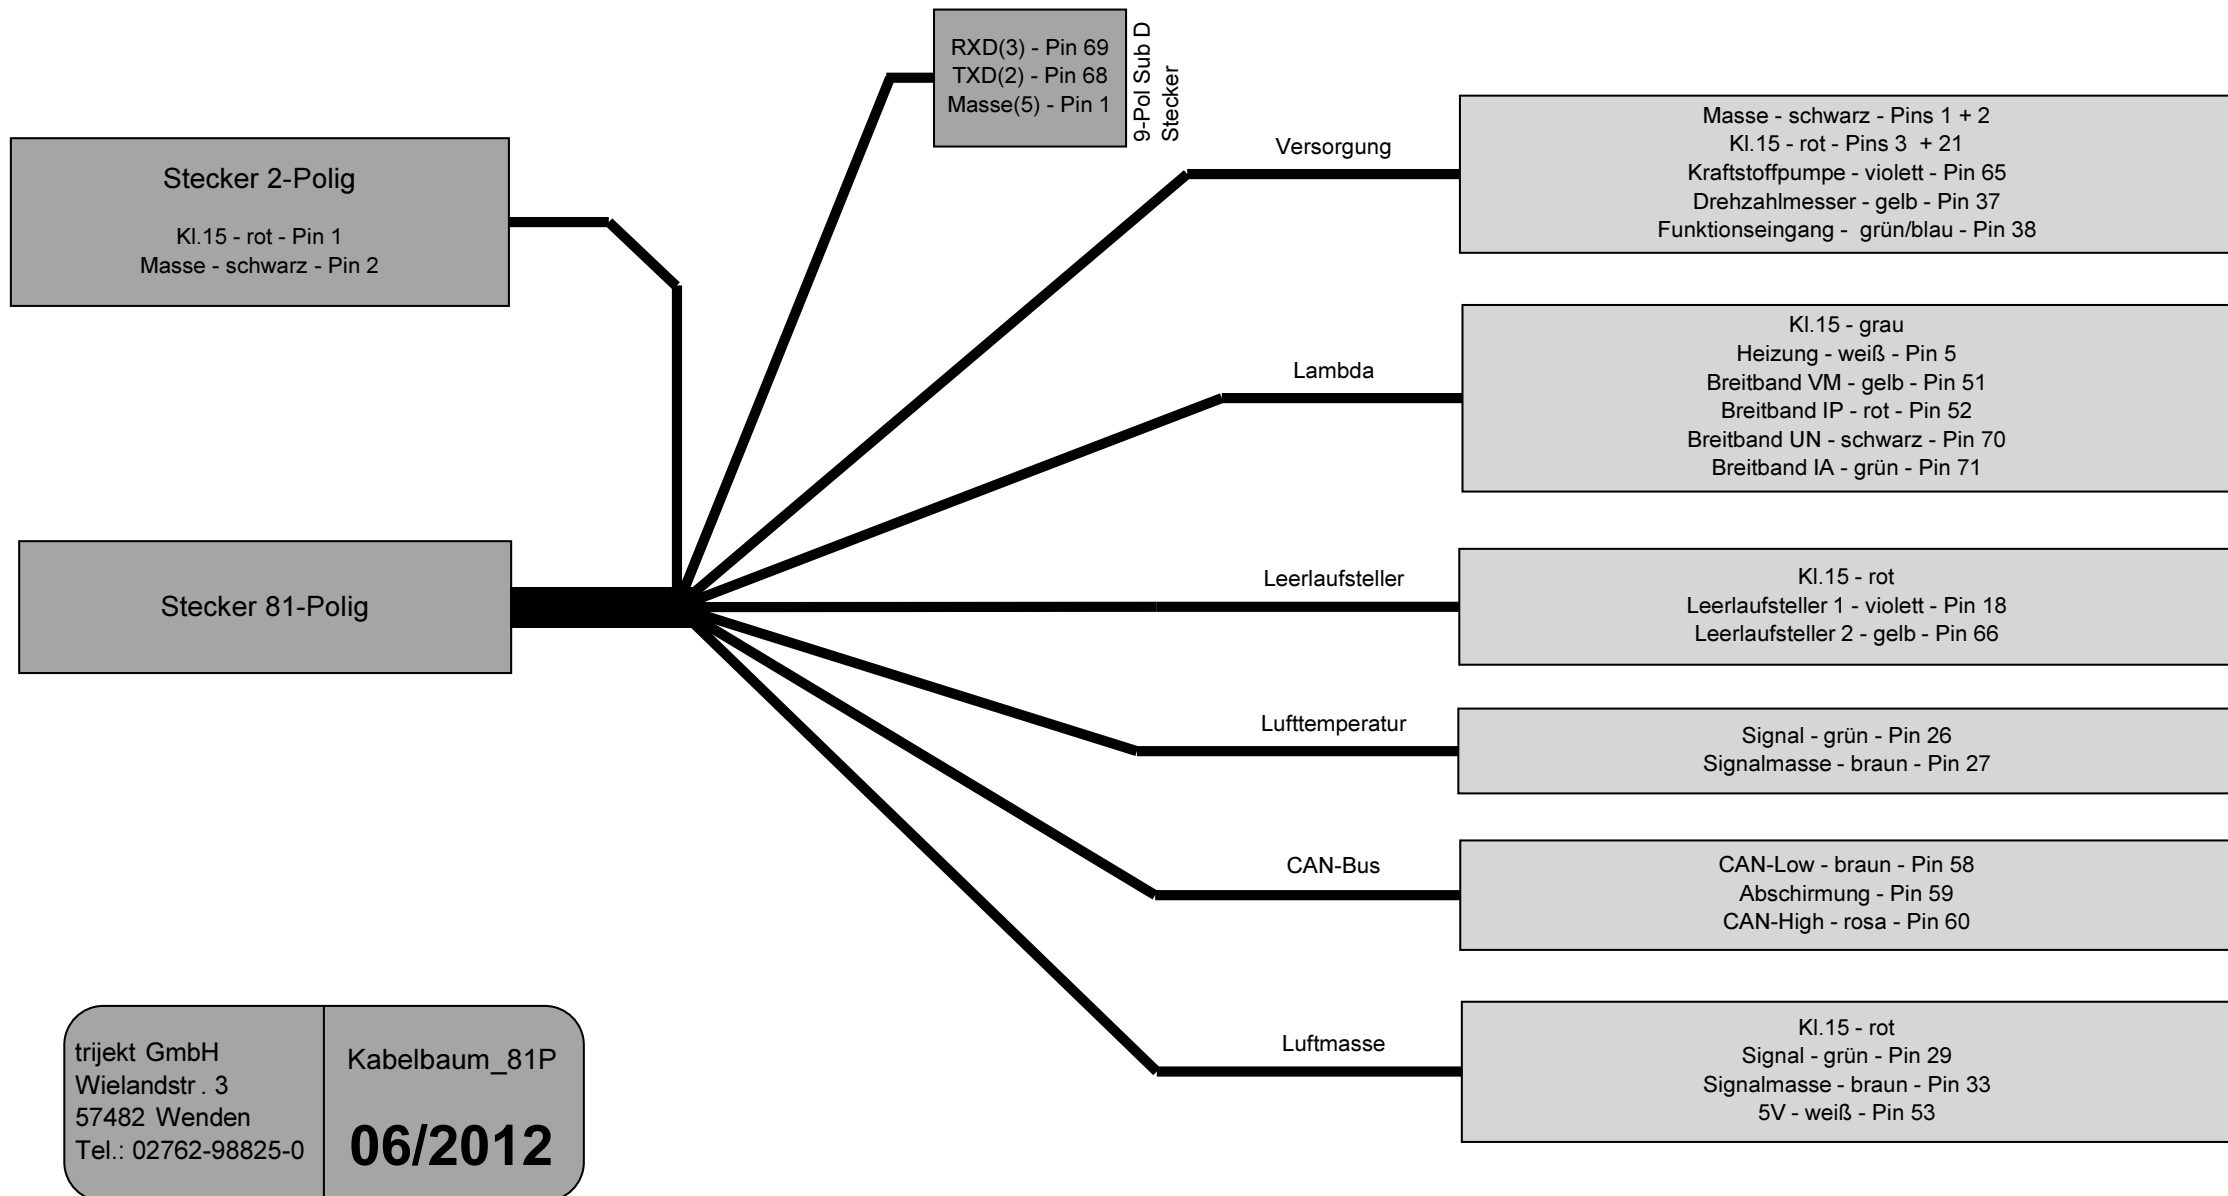 RXD(3) - Pin 69
TXD(2) - Pin 68
Masse(5) - Pin 1
9-Pol Sub D
Stecker
Stecker 2-Polig
Kl.15 - rot - Pin 1
Masse - schwarz - Pin 2
Stecker 81-Polig
Versorgung
Masse - schwarz - Pins 1 + 2
Kl.15 - rot - Pins 3 + 21
Kraftstoffpumpe - violett - Pin 65
Drehzahlmesser - gelb - Pin 37
Funktionseingang - grün/blau - Pin 38
Lambda
Kl.15 - grau
Heizung - weiß - Pin 5
Breitband VM - gelb - Pin 51
Breitband IP - rot - Pin 52
Breitband UN - schwarz - Pin 70
Breitband IA - grün - Pin 71
Leerlaufsteller
Kl.15 - rot
Leerlaufsteller 1 - violett - Pin 18
Leerlaufsteller 2 - gelb - Pin 66
Lufttemperatur
Signal - grün - Pin 26
Signalmasse - braun - Pin 27
CAN-Bus
CAN-Low - braun - Pin 58
Abschirmung - Pin 59
CAN-High - rosa - Pin 60
Luftmasse
Kl.15 - rot
Signal - grün - Pin 29
Signalmasse - braun - Pin 33
5V - weiß - Pin 53
trijekt GmbH
Wielandstr . 3
57482 Wenden
Tel.: 02762-98825-0
Kabelbaum_81P
06/2012